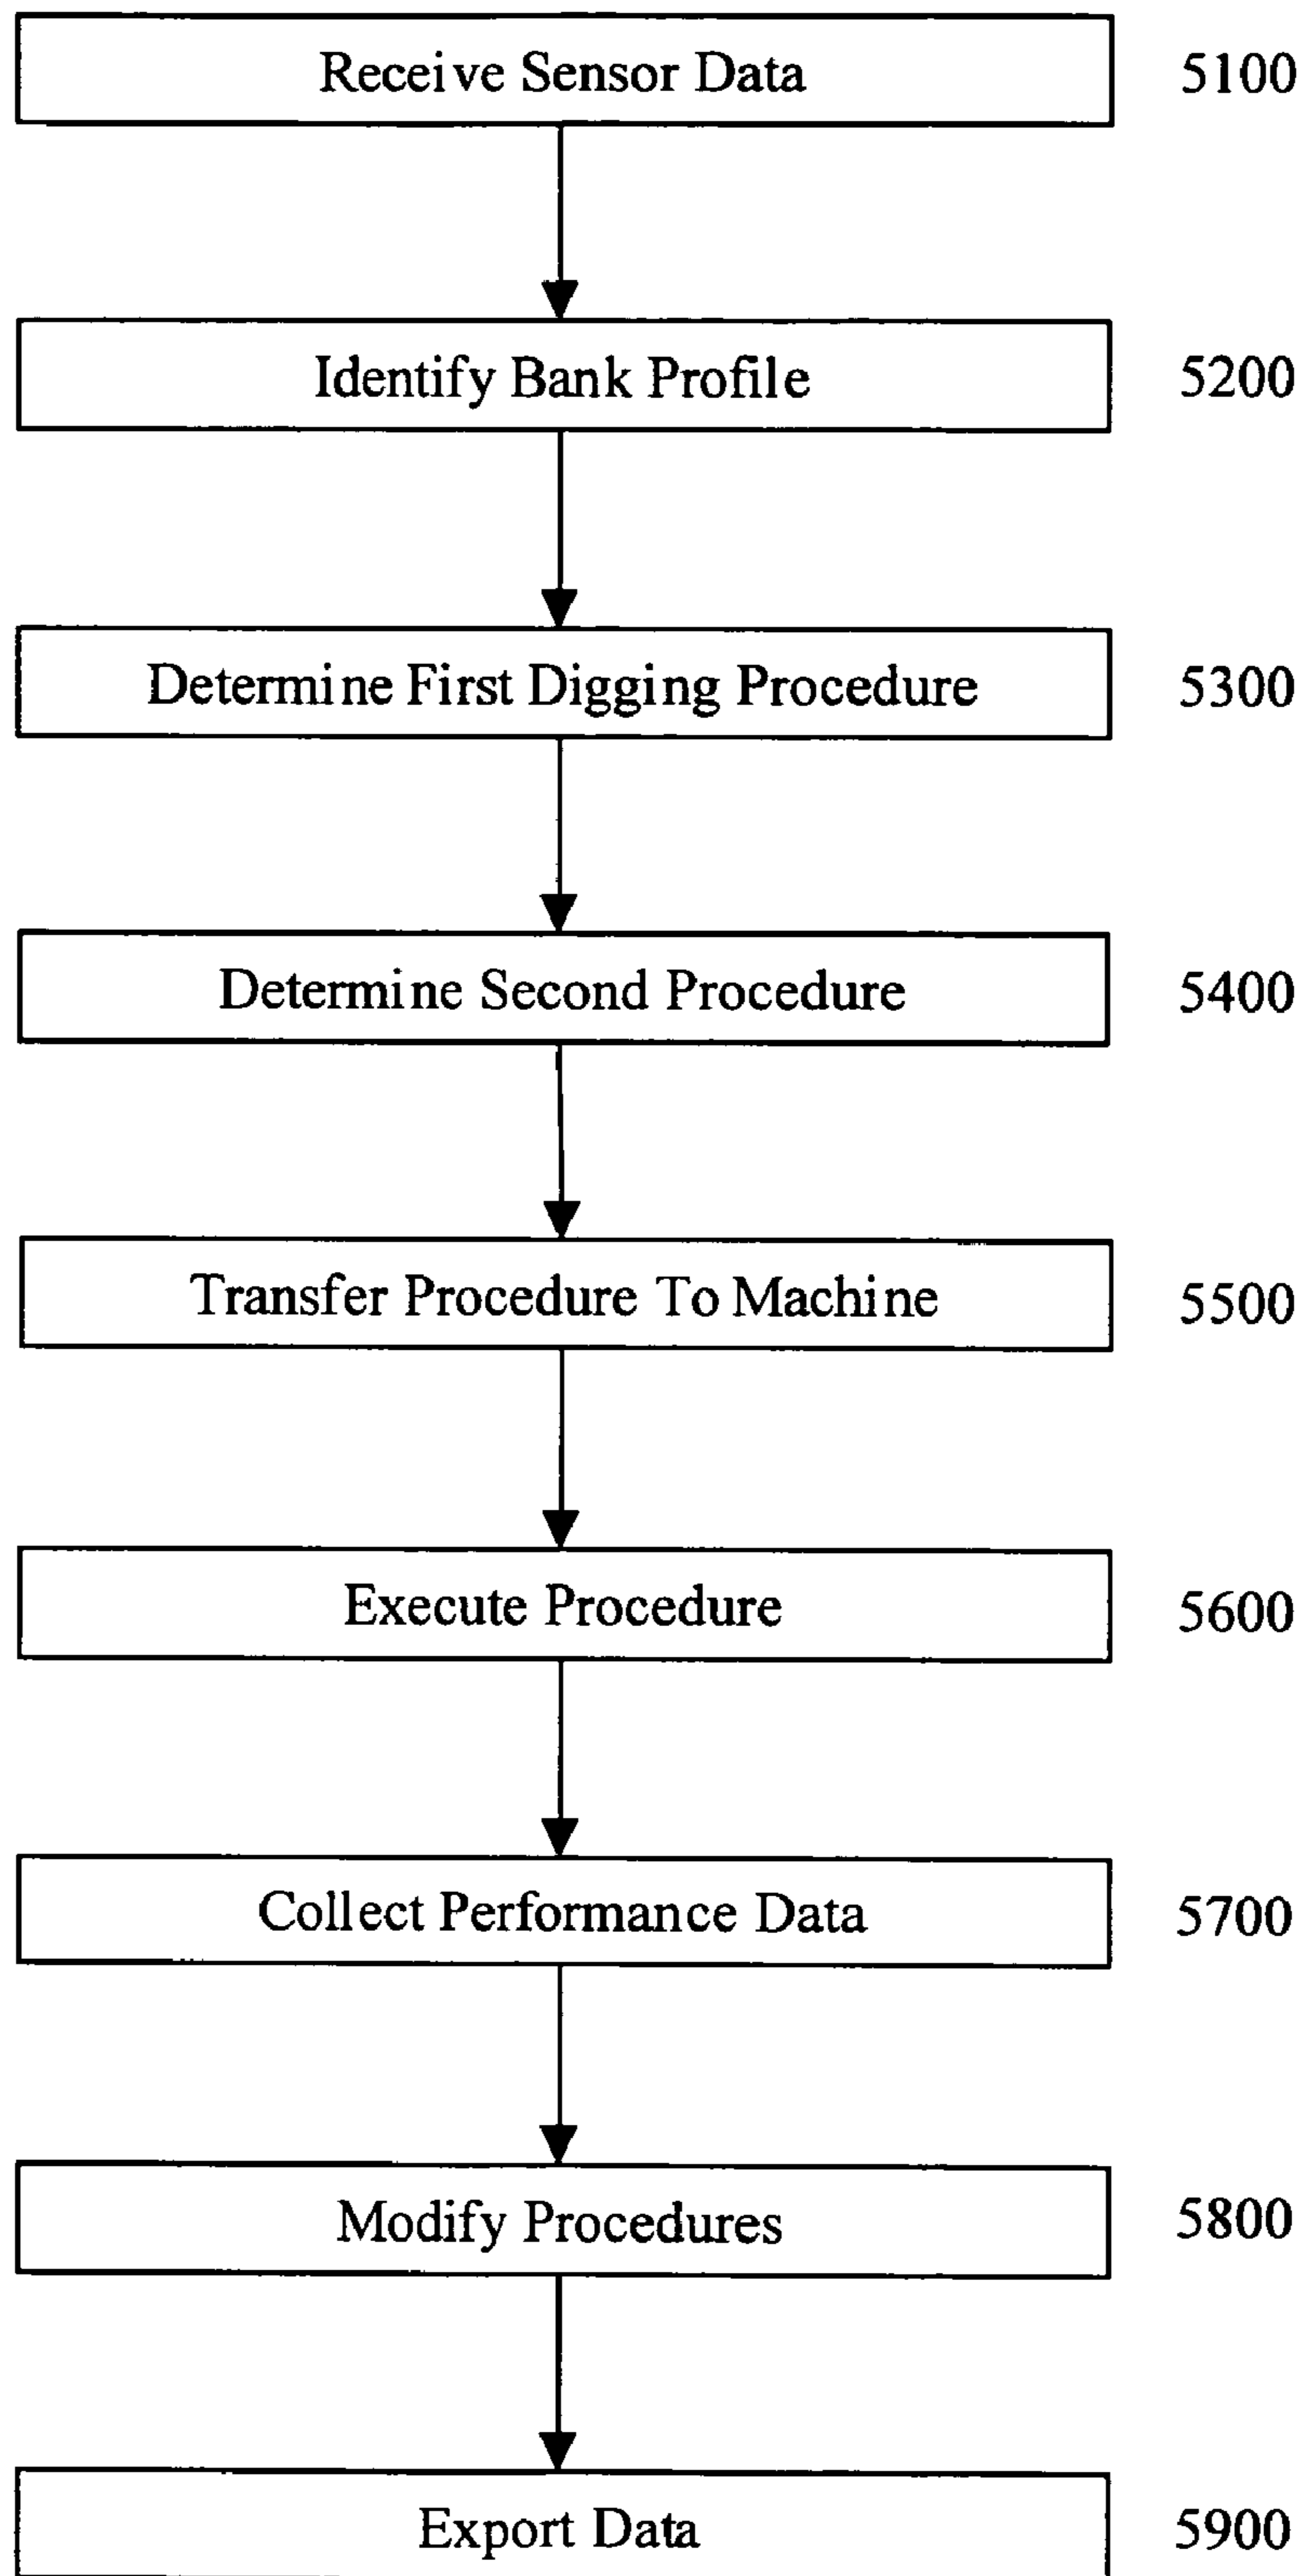 Receive Sensor Data 5100
Identify Bank Profile 5200
Determine First Digging Procedure 5300
Determine Second Procedure 5400
Transfer Procedure To Machine 5500
Execute Procedure 5600
Collect Performance Data 5700
Modify Procedures 5800
Export Data 5900